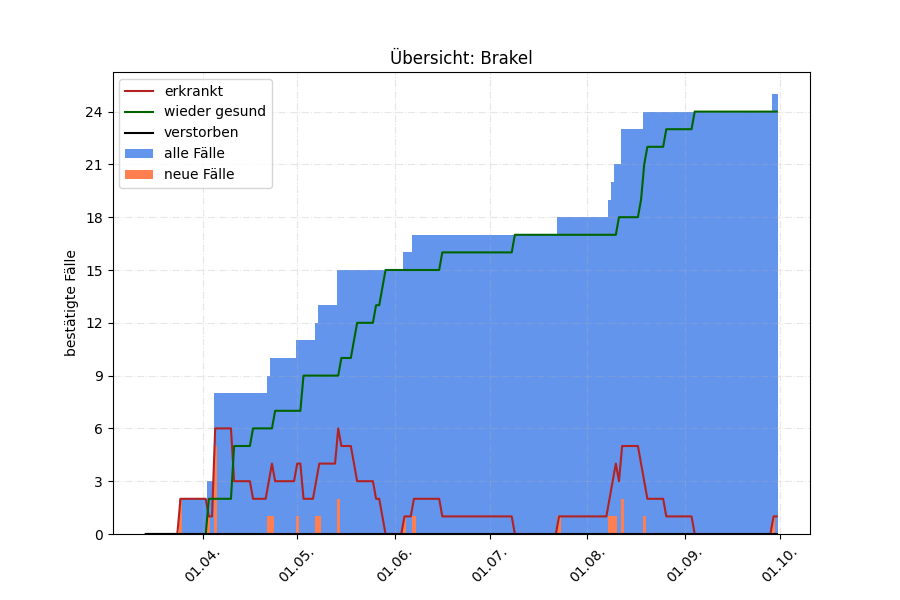 Übersicht: Brakel
erkrankt
wieder gesund
verstorben
alle Fälle
neue Fälle
bestätigte Fälle
24
21
18
15
12
9
6
3
0
01.04.
01.05.
01.06.
01.07.
01.08.
01.09.
01.10.